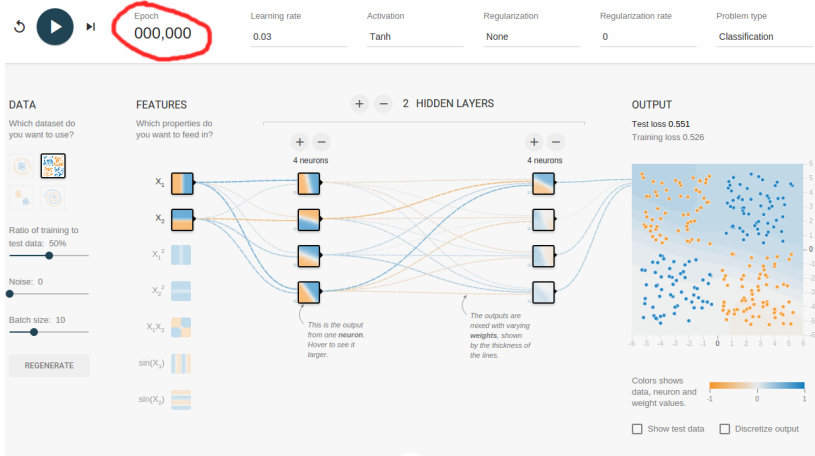 Epoch
000,000
Learning rate
0.03
Activation
Tanh
Regularization
None
Regularization rate
0
Problem type
Classification
DATA
Which dataset do
you want to use?
Ratio of training to
test data: 50%
Noise: 0
Batch size: 10
REGENERATE
FEATURES
Which properties do
you want to feed in?
X₁
X₂
X₁²
X₂²
X₁X₂
sin(X₁)
sin(X₂)
+ − 2 HIDDEN LAYERS
+ −
4 neurons
+ −
4 neurons
This is the output
from one neuron.
Hover to see it
larger.
The outputs are
mixed with varying
weights, shown
by the thickness of
the lines.
OUTPUT
Test loss 0.551
Training loss 0.526
6
5
4
3
2
1
0
-1
-2
-3
-4
-5
-6
-6 -5 -4 -3 -2 -1 0 1 2 3 4 5 6
Colors shows
data, neuron and
weight values.
-1 0 1
Show test data
Discretize output